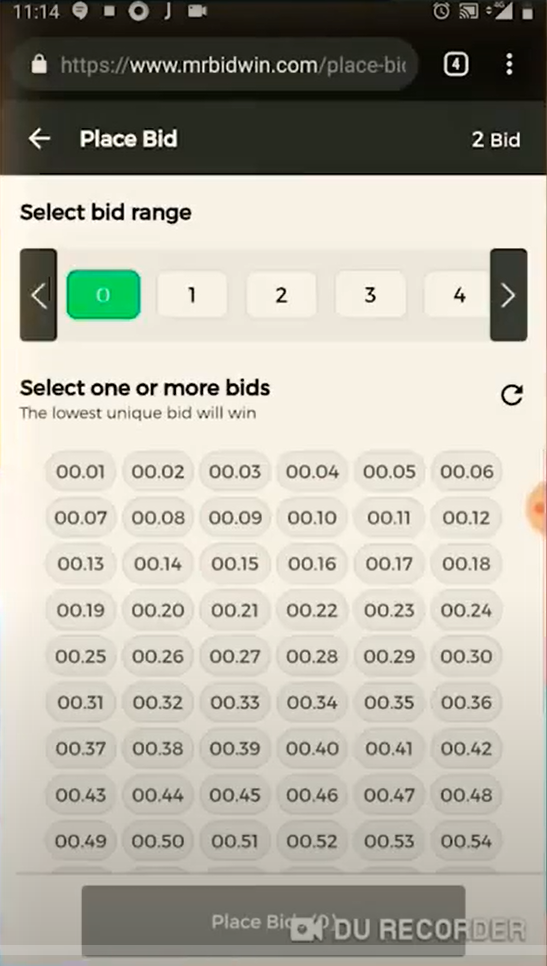 11:14
4G
https://www.mrbidwin.com/place-bid
4
Place Bid
2 Bid
Select bid range
0 1 2 3 4
Select one or more bids
The lowest unique bid will win
00.01 00.02 00.03 00.04 00.05 00.06
00.07 00.08 00.09 00.10 00.11 00.12
00.13 00.14 00.15 00.16 00.17 00.18
00.19 00.20 00.21 00.22 00.23 00.24
00.25 00.26 00.27 00.28 00.29 00.30
00.31 00.32 00.33 00.34 00.35 00.36
00.37 00.38 00.39 00.40 00.41 00.42
00.43 00.44 00.45 00.46 00.47 00.48
00.49 00.50 00.51 00.52 00.53 00.54
Place Bids (0)
DU RECORDER